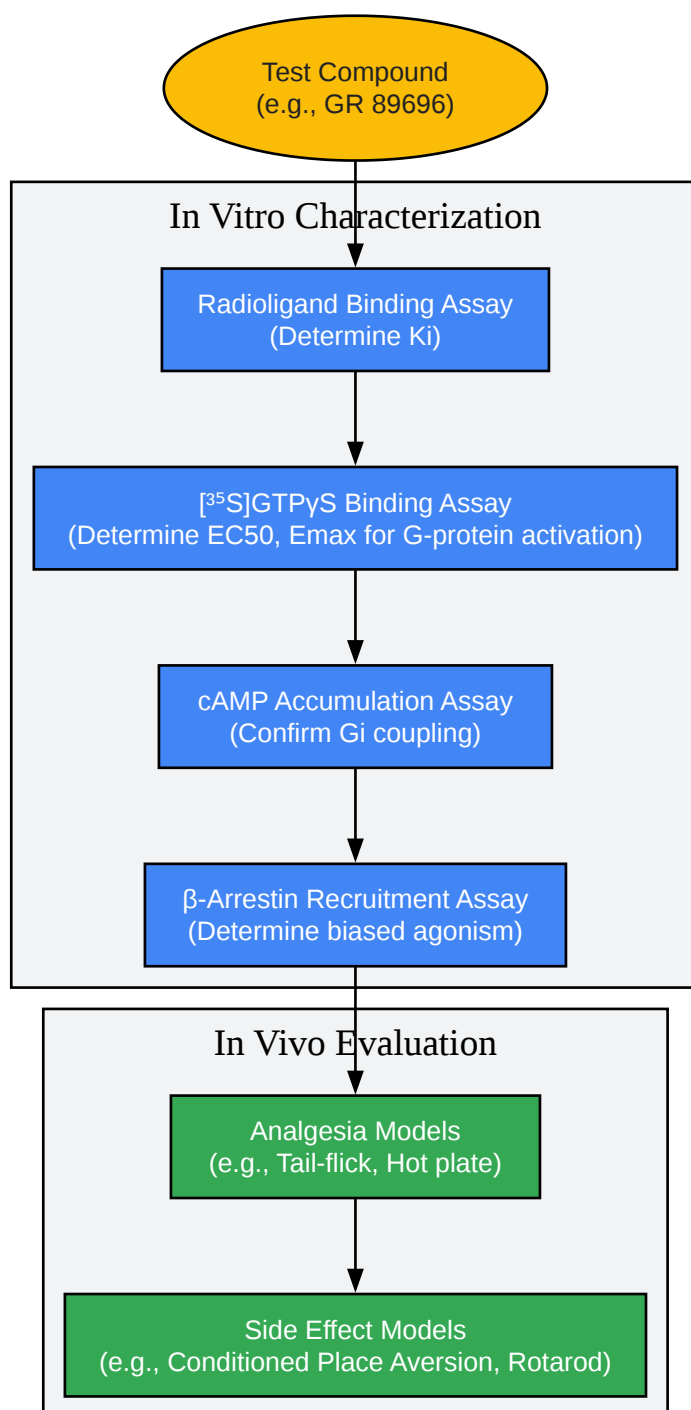 Test Compound
(e.g., GR 89696)
In Vitro Characterization
Radioligand Binding Assay
(Determine Ki)
[³⁵S]GTPγS Binding Assay
(Determine EC50, Emax for G-protein activation)
cAMP Accumulation Assay
(Confirm Gi coupling)
β-Arrestin Recruitment Assay
(Determine biased agonism)
In Vivo Evaluation
Analgesia Models
(e.g., Tail-flick, Hot plate)
Side Effect Models
(e.g., Conditioned Place Aversion, Rotarod)